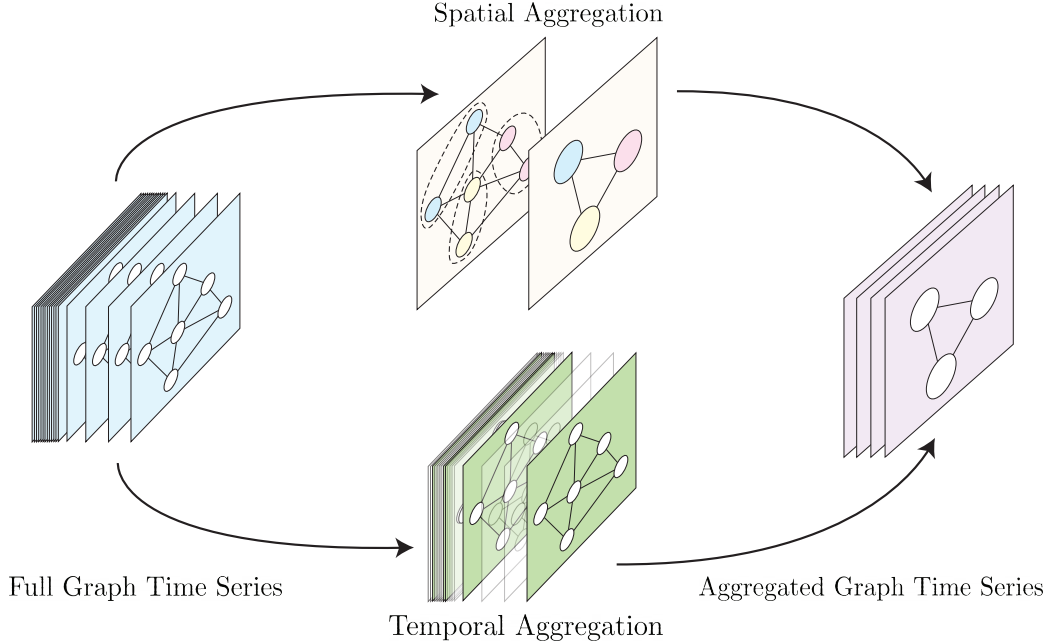 Spatial Aggregation
Full Graph Time Series
Aggregated Graph Time Series
Temporal Aggregation